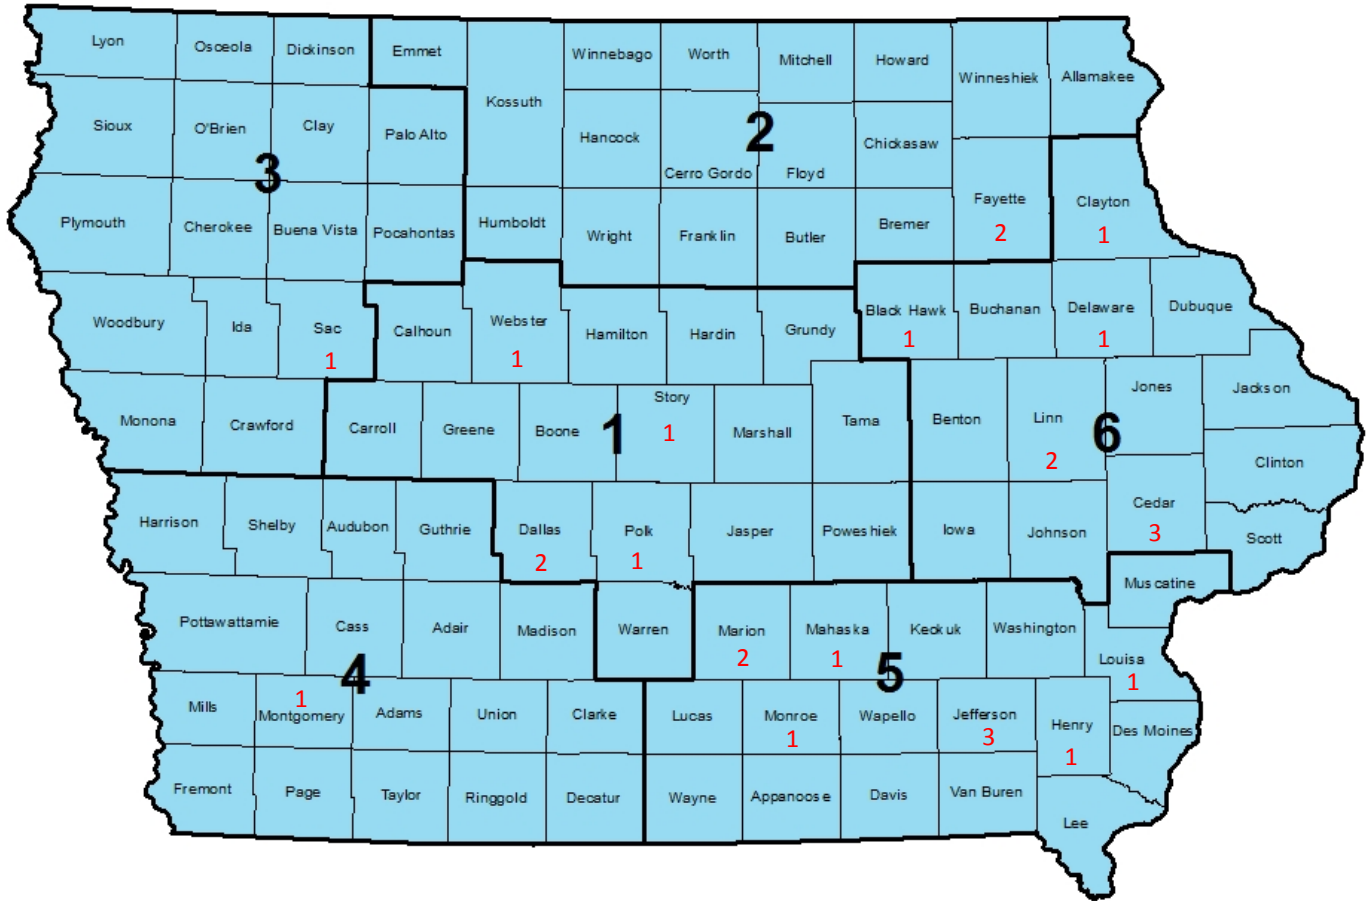 Lyon Osceola Dickinson Emmet Winnebago Worth Mitchell Howard Winneshiek Allamakee
Kossuth
Sioux O'Brien Clay Palo Alto Hancock 2 Chickasaw
3 Cerro Gordo Floyd
Plymouth Cherokee Buena Vista Pocahontas Humboldt Wright Franklin Butler Bremer Fayette Clayton
2 1
Woodbury Ida Sac Calhoun Webster Hamilton Hardin Grundy Black Hawk Buchanan Delaware Dubuque
1 1 1 1
Monona Crawford Carroll Greene Boone 1 Story Marshall Tama Benton Linn 6 Jones Jackson
1 2
Clinton
Harrison Shelby Audubon Guthrie Dallas Polk Jasper Poweshiek Iowa Johnson Cedar Scott
2 1 3
Muscatine
Pottawattamie Cass Adair Madison Warren Marion Mahaska Keokuk Washington
2 1 5 Louisa
4 1
Mills 1 Adams Union Clarke Lucas Monroe Wapello Jefferson Henry Des Moines
Montgomery 1 3 1
Fremont Page Taylor Ringgold Decatur Wayne Appanoose Davis Van Buren
Lee